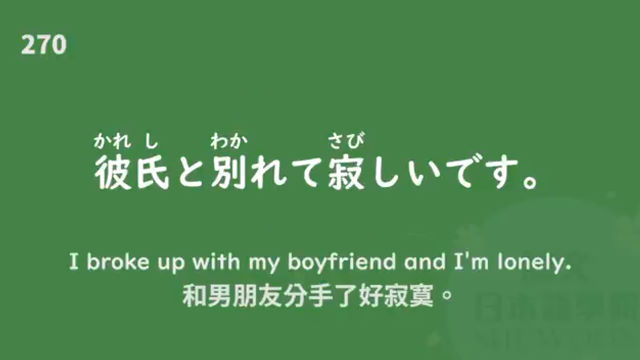 270
かれ し わか さび
彼氏と別れて寂しいです。
I broke up with my boyfriend and I'm lonely.
和男朋友分手了好寂寞。